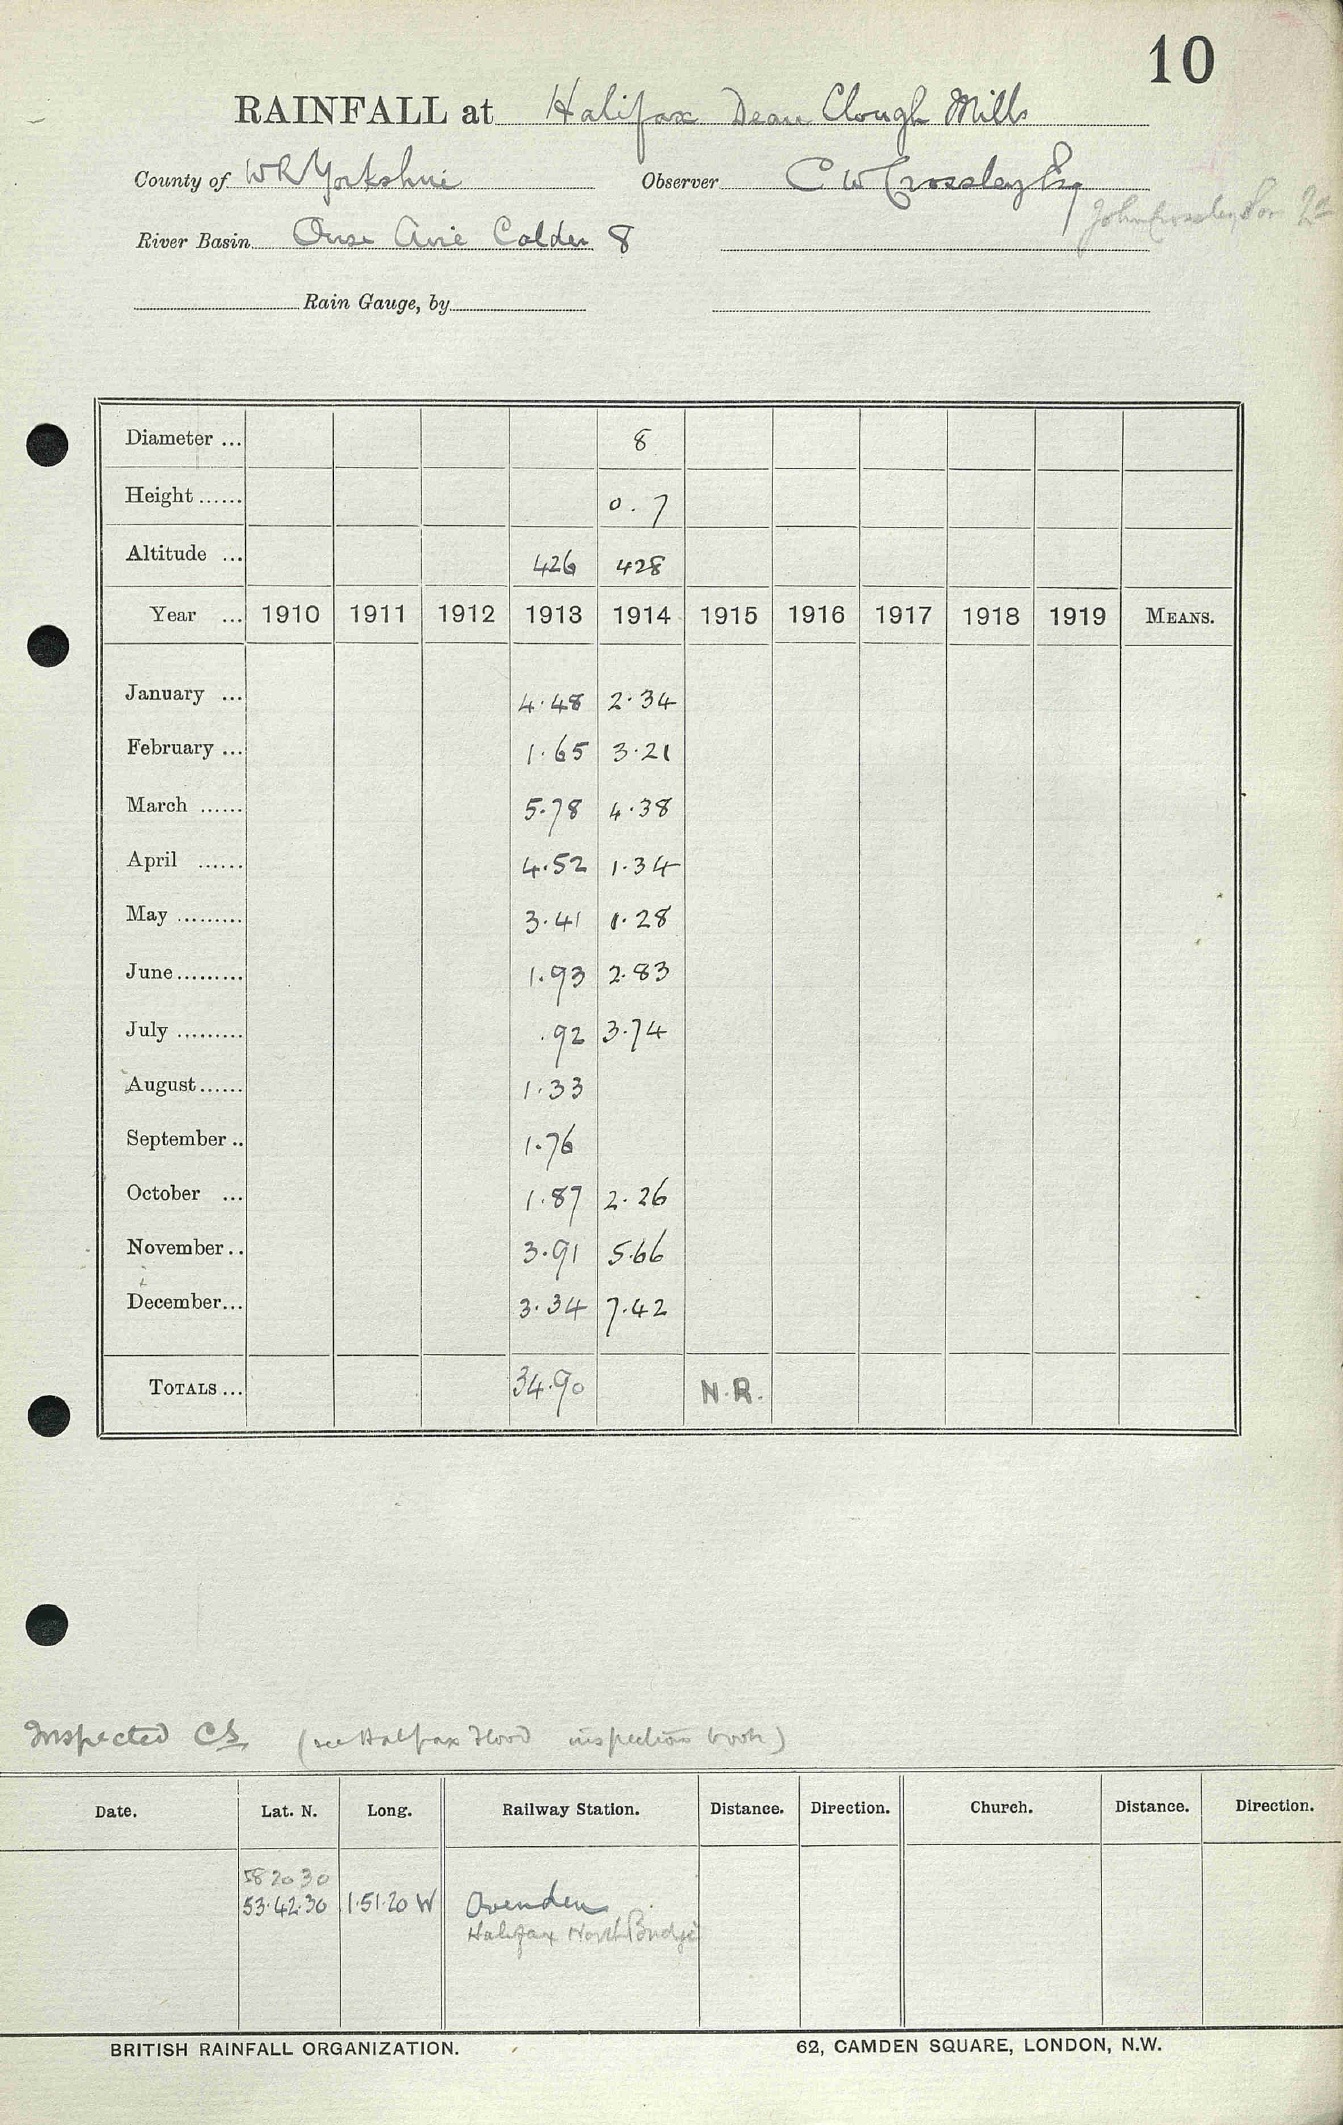 10
RAINFALL at Halifax Dean Clough Mills
County of W R Yorkshire Observer C W Crossley Esq
John Crossley & Sons
River Basin Ouse Aire Calder 8
Rain Gauge, by
Diameter ... 8
Height ...... 0.7
Altitude ... 426 428
Year ... 1910 1911 1912 1913 1914 1915 1916 1917 1918 1919 MEANS.
January ... 4.48 2.34
February ... 1.65 3.21
March ...... 5.78 4.38
April ...... 4.52 1.34
May ......... 3.41 1.28
June ......... 1.93 2.83
July ......... .92 3.74
August ...... 1.33
September .. 1.76
October ... 1.87 2.26
November .. 3.91 5.66
December ... 3.34 7.42
TOTALS ... 34.90 N.R.
Inspected CS (see Halifax Flood inspection book)
Date. Lat. N. Long. Railway Station. Distance. Direction. Church. Distance. Direction.
58 20 30
53.42.30 1.51.20 W Ovenden
Halifax North Bridge
BRITISH RAINFALL ORGANIZATION. 62, CAMDEN SQUARE, LONDON, N.W.